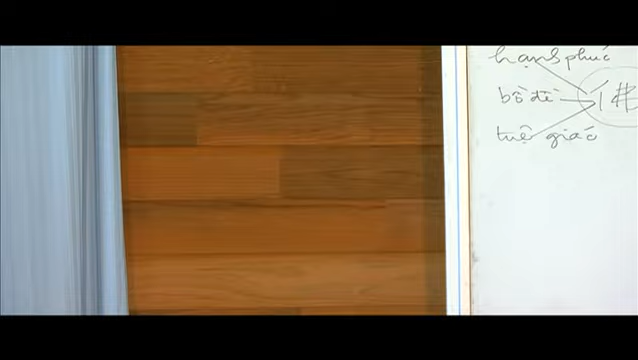 hạnh phúc
bồ đề
tuệ giác